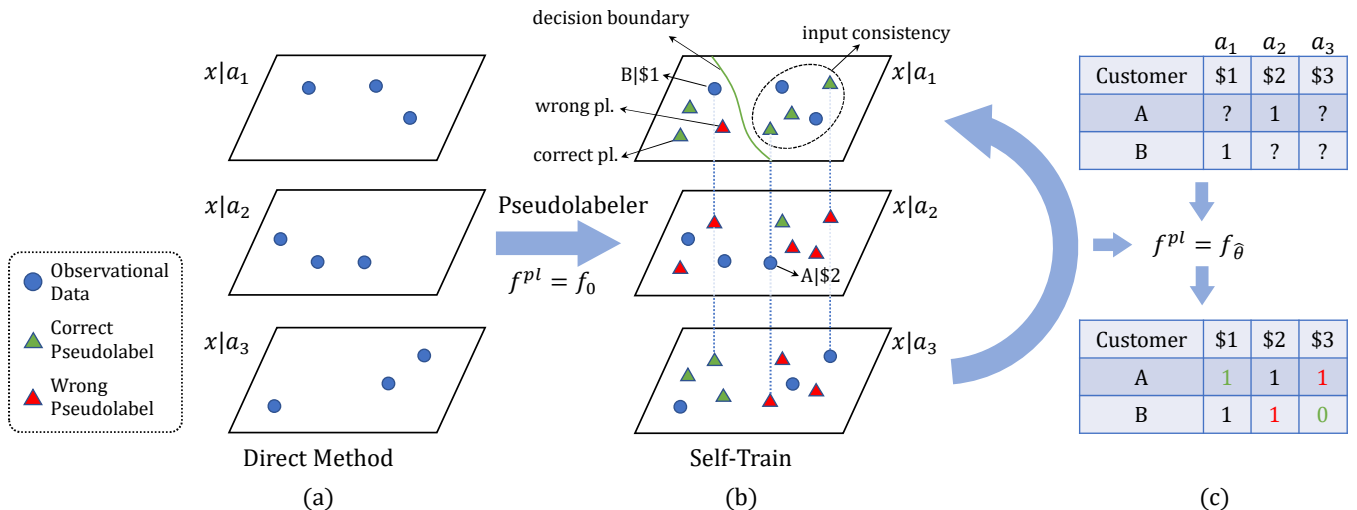 decision boundary
input consistency
x|a₁
B|$1
wrong pl.
correct pl.
x|a₁
x|a₂
Pseudolabeler
f^{pl} = f₀
x|a₂
A|$2
x|a₃
x|a₃
Observational
Data
Correct
Pseudolabel
Wrong
Pseudolabel
Direct Method
Self-Train
(a)
(b)
a₁ a₂ a₃
Customer $1 $2 $3
A ? 1 ?
B 1 ? ?
f^{pl} = f_{θ̂}
Customer $1 $2 $3
A 1 1 1
B 1 1 0
(c)